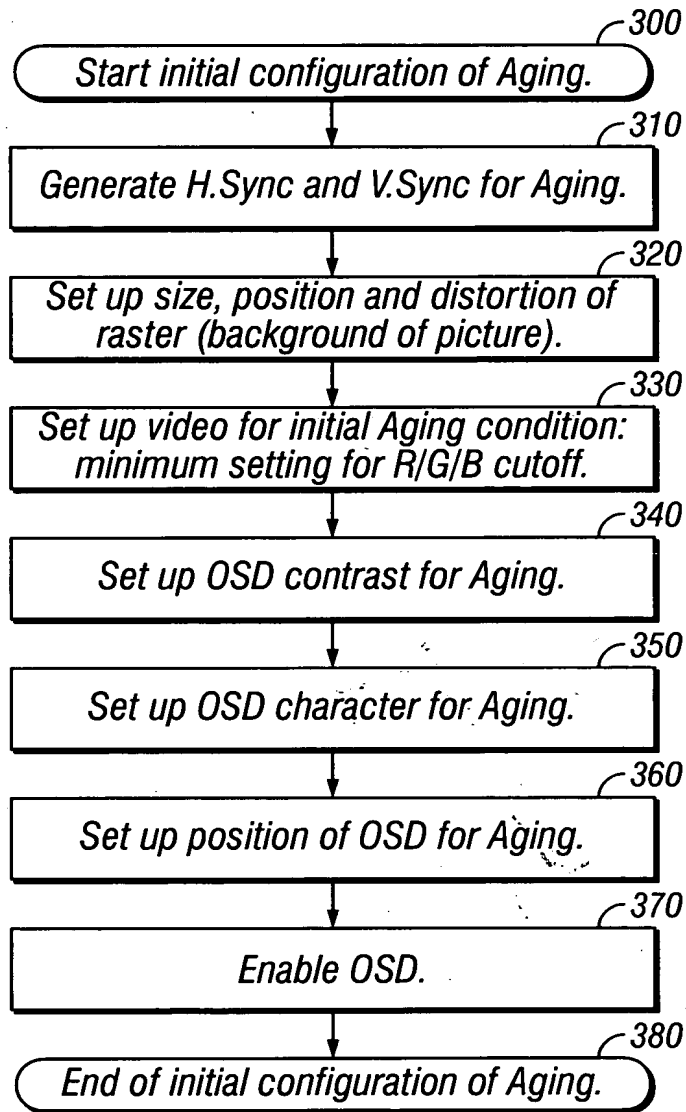 300
Start initial configuration of Aging.
310
Generate H.Sync and V.Sync for Aging.
320
Set up size, position and distortion of
raster (background of picture).
330
Set up video for initial Aging condition:
minimum setting for R/G/B cutoff.
340
Set up OSD contrast for Aging.
350
Set up OSD character for Aging.
360
Set up position of OSD for Aging.
370
Enable OSD.
380
End of initial configuration of Aging.